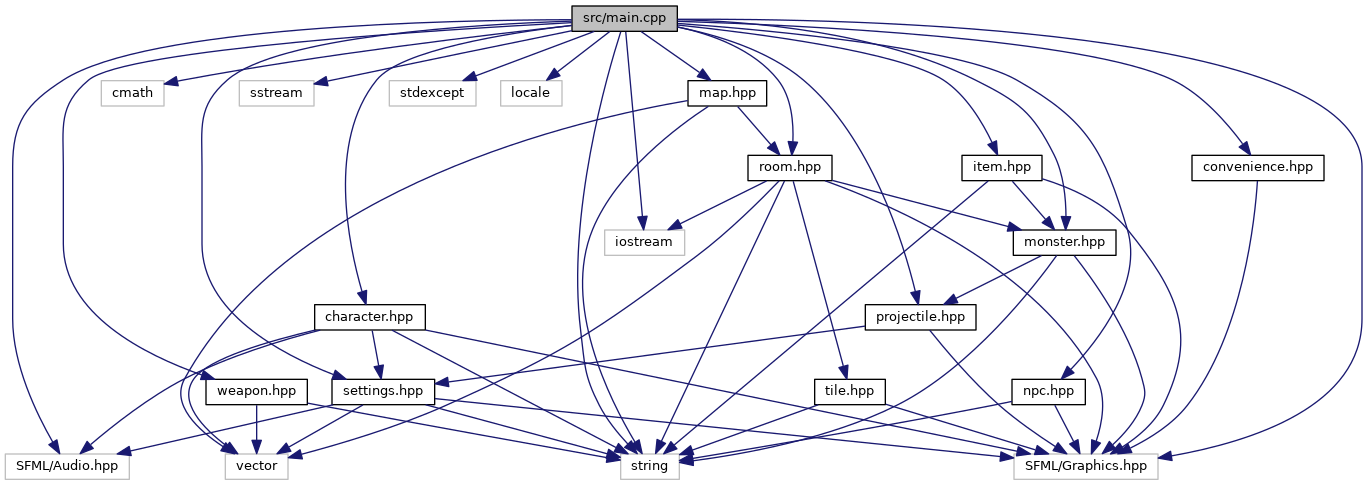 src/main.cpp
cmath
sstream
stdexcept
locale
map.hpp
room.hpp
item.hpp
convenience.hpp
iostream
monster.hpp
character.hpp
projectile.hpp
weapon.hpp
settings.hpp
tile.hpp
npc.hpp
SFML/Audio.hpp
vector
string
SFML/Graphics.hpp